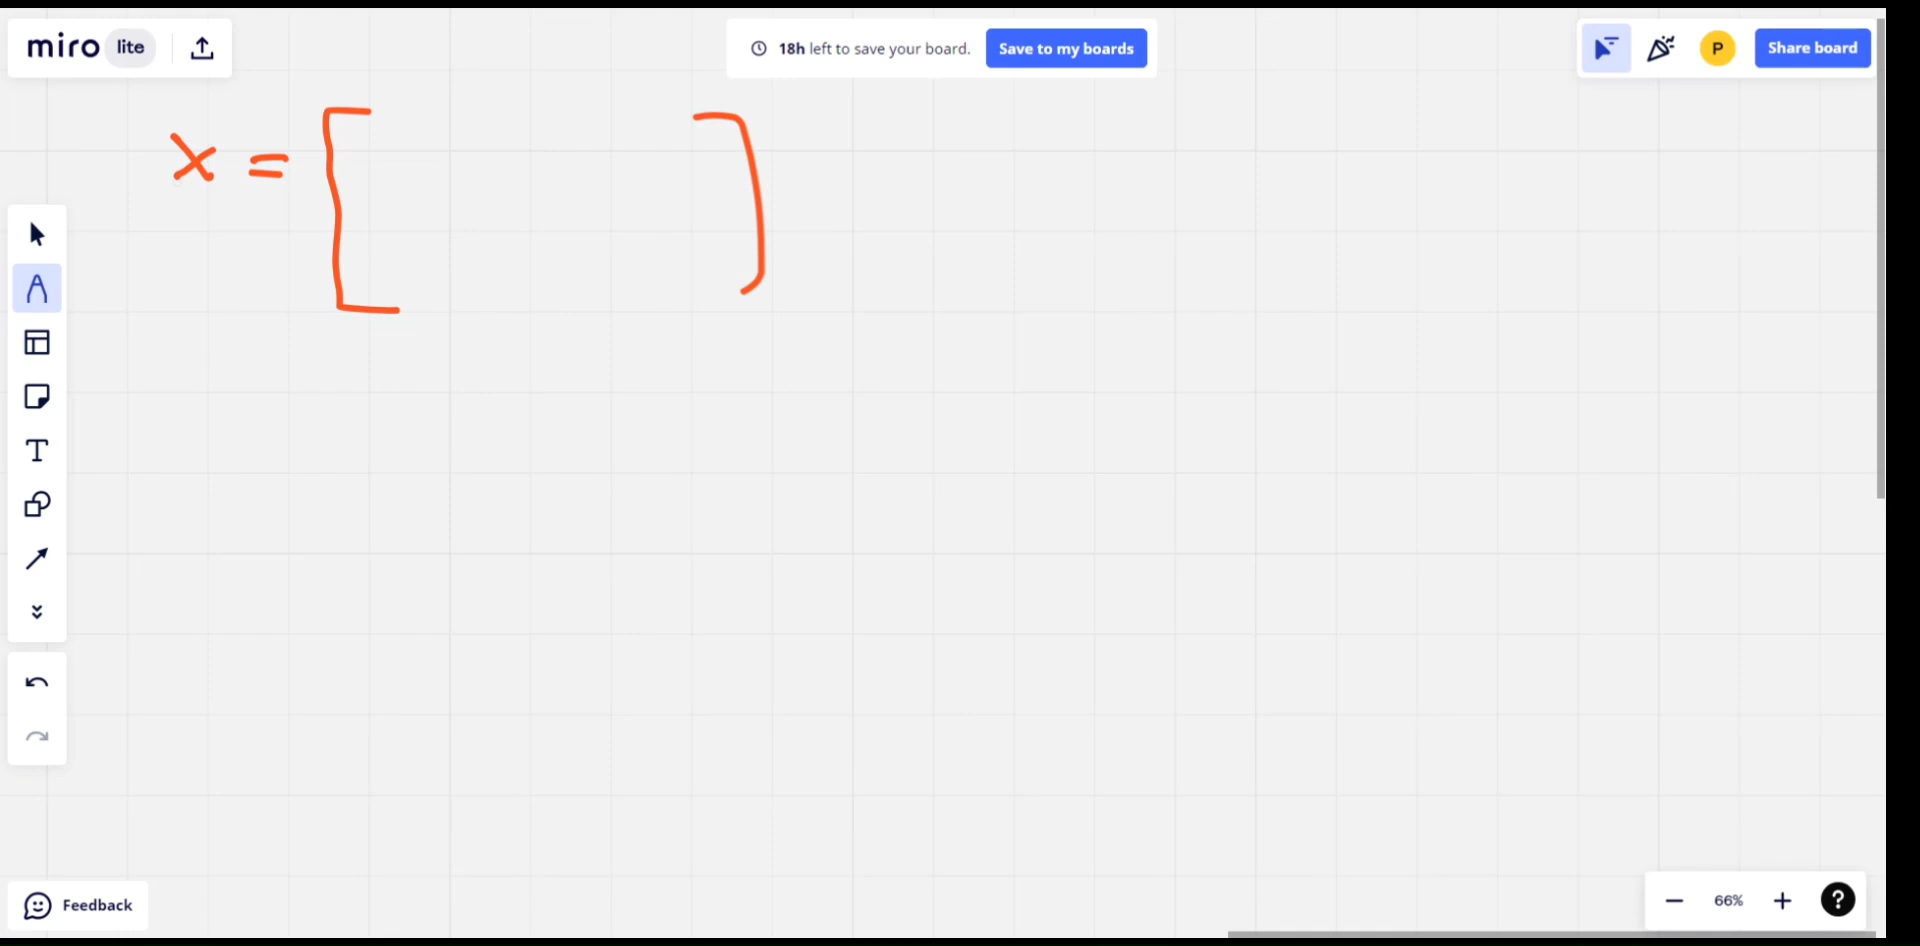 miro lite
18h left to save your board. Save to my boards
P Share board
x = [ ]
T
Feedback
66% ?